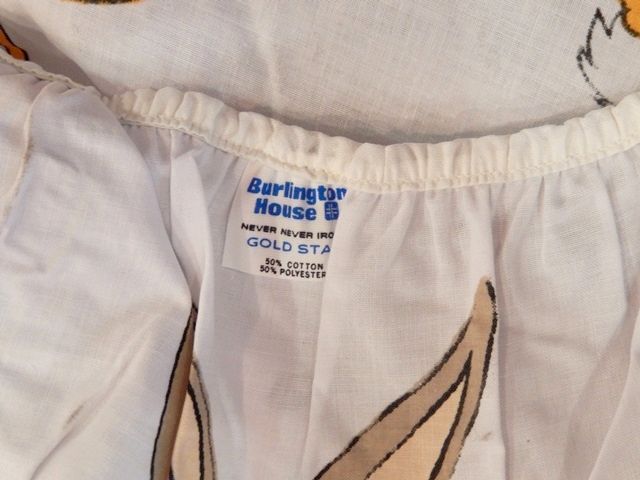 Burlington
House
NEVER NEVER IRO
GOLD STA
50% COTTON
50% POLYESTER